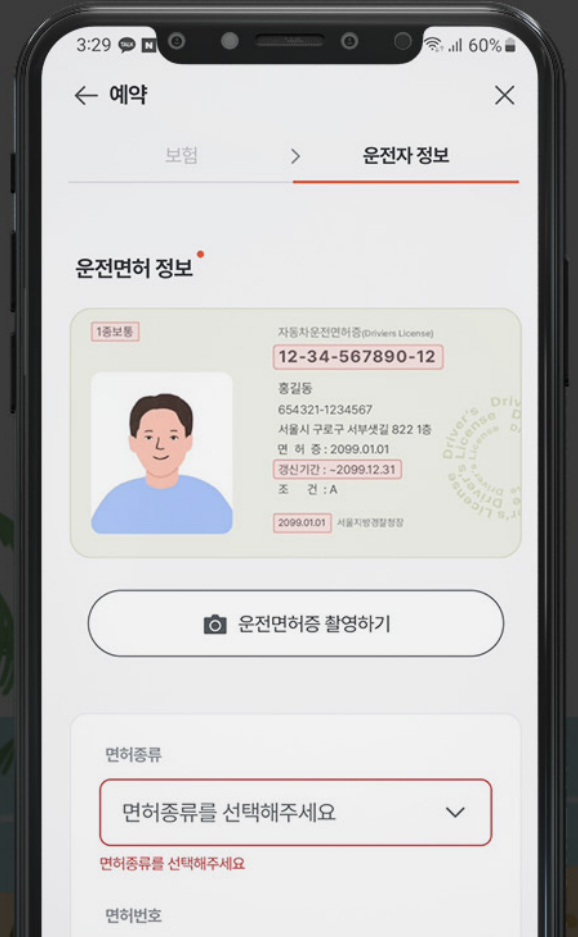 3:29 TALK N 60%
예약
보험 > 운전자 정보
운전면허 정보
1종보통
자동차운전면허증(Driviers License)
12-34-567890-12
홍길동
654321-1234567
서울시 구로구 서부샛길 822 1층
면 허 증 : 2099.01.01
갱신기간 : ~2099.12.31
조 건 : A
2099.01.01 서울지방경찰청장
Driver's License
Driver's License
운전면허증 촬영하기
면허종류
면허종류를 선택해주세요
면허종류를 선택해주세요
면허번호